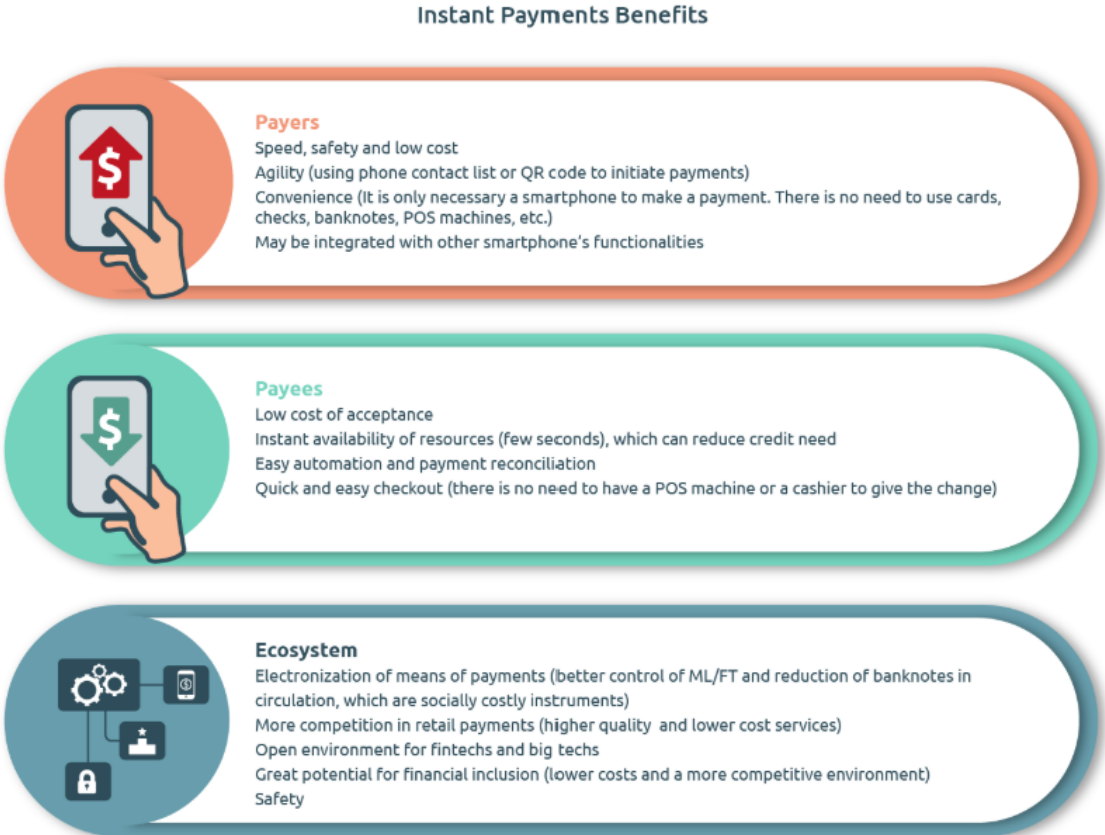 Instant Payments Benefits
Payers
Speed, safety and low cost
Agility (using phone contact list or QR code to initiate payments)
Convenience (It is only necessary a smartphone to make a payment. There is no need to use cards,
checks, banknotes, POS machines, etc.)
May be integrated with other smartphone's functionalities
Payees
Low cost of acceptance
Instant availability of resources (few seconds), which can reduce credit need
Easy automation and payment reconciliation
Quick and easy checkout (there is no need to have a POS machine or a cashier to give the change)
Ecosystem
Electronization of means of payments (better control of ML/FT and reduction of banknotes in
circulation, which are socially costly instruments)
More competition in retail payments (higher quality and lower cost services)
Open environment for fintechs and big techs
Great potential for financial inclusion (lower costs and a more competitive environment)
Safety